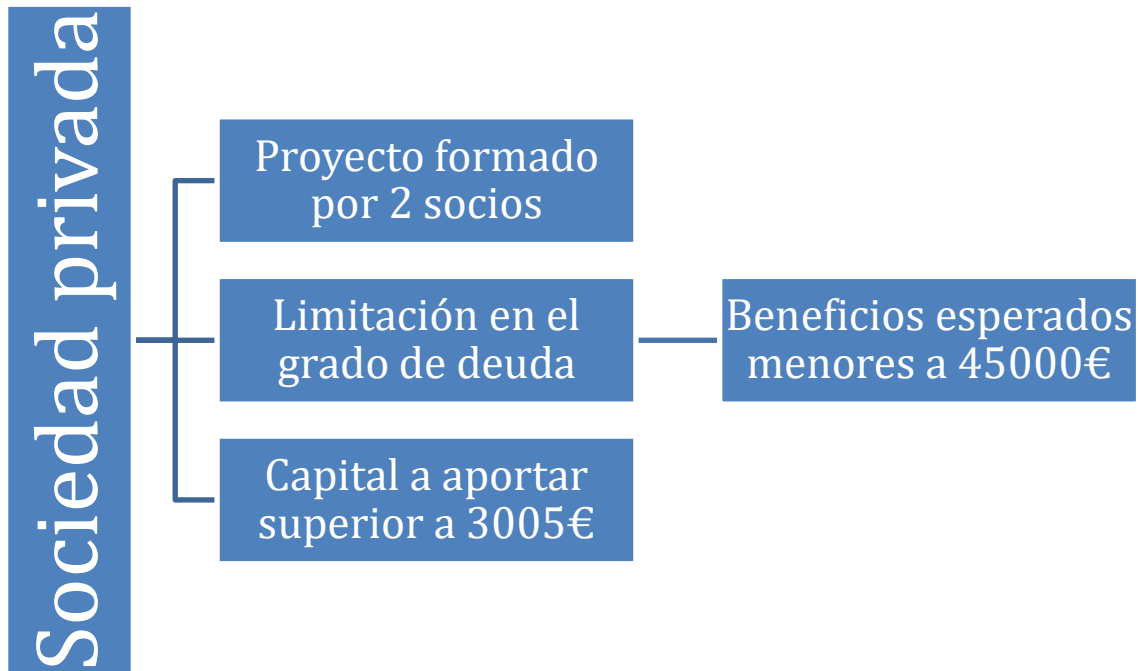 Sociedad privada
Proyecto formado
por 2 socios
Limitación en el
grado de deuda
Beneficios esperados
menores a 45000€
Capital a aportar
superior a 3005€